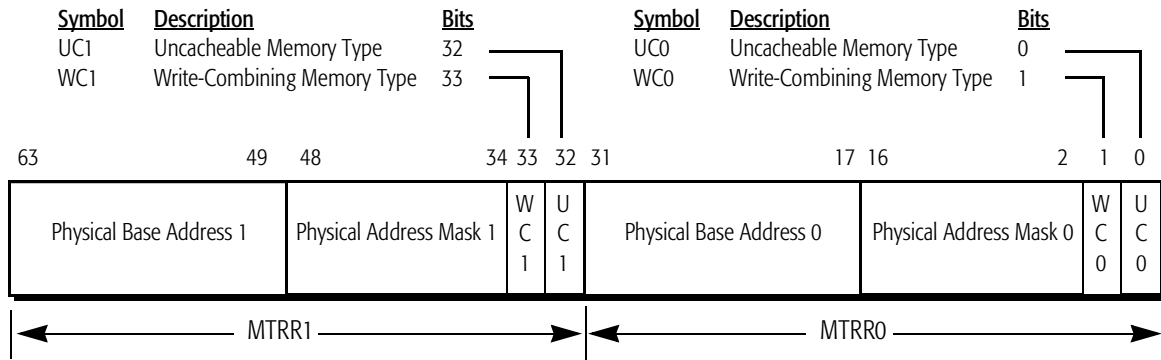 Symbol Description Bits Symbol Description Bits
UC1 Uncacheable Memory Type 32 UC0 Uncacheable Memory Type 0
WC1 Write-Combining Memory Type 33 WC0 Write-Combining Memory Type 1
63 49 48 34 33 32 31 17 16 2 1 0
Physical Base Address 1 Physical Address Mask 1 W C 1 U C 1 Physical Base Address 0 Physical Address Mask 0 W C 0 U C 0
MTRR1 MTRR0